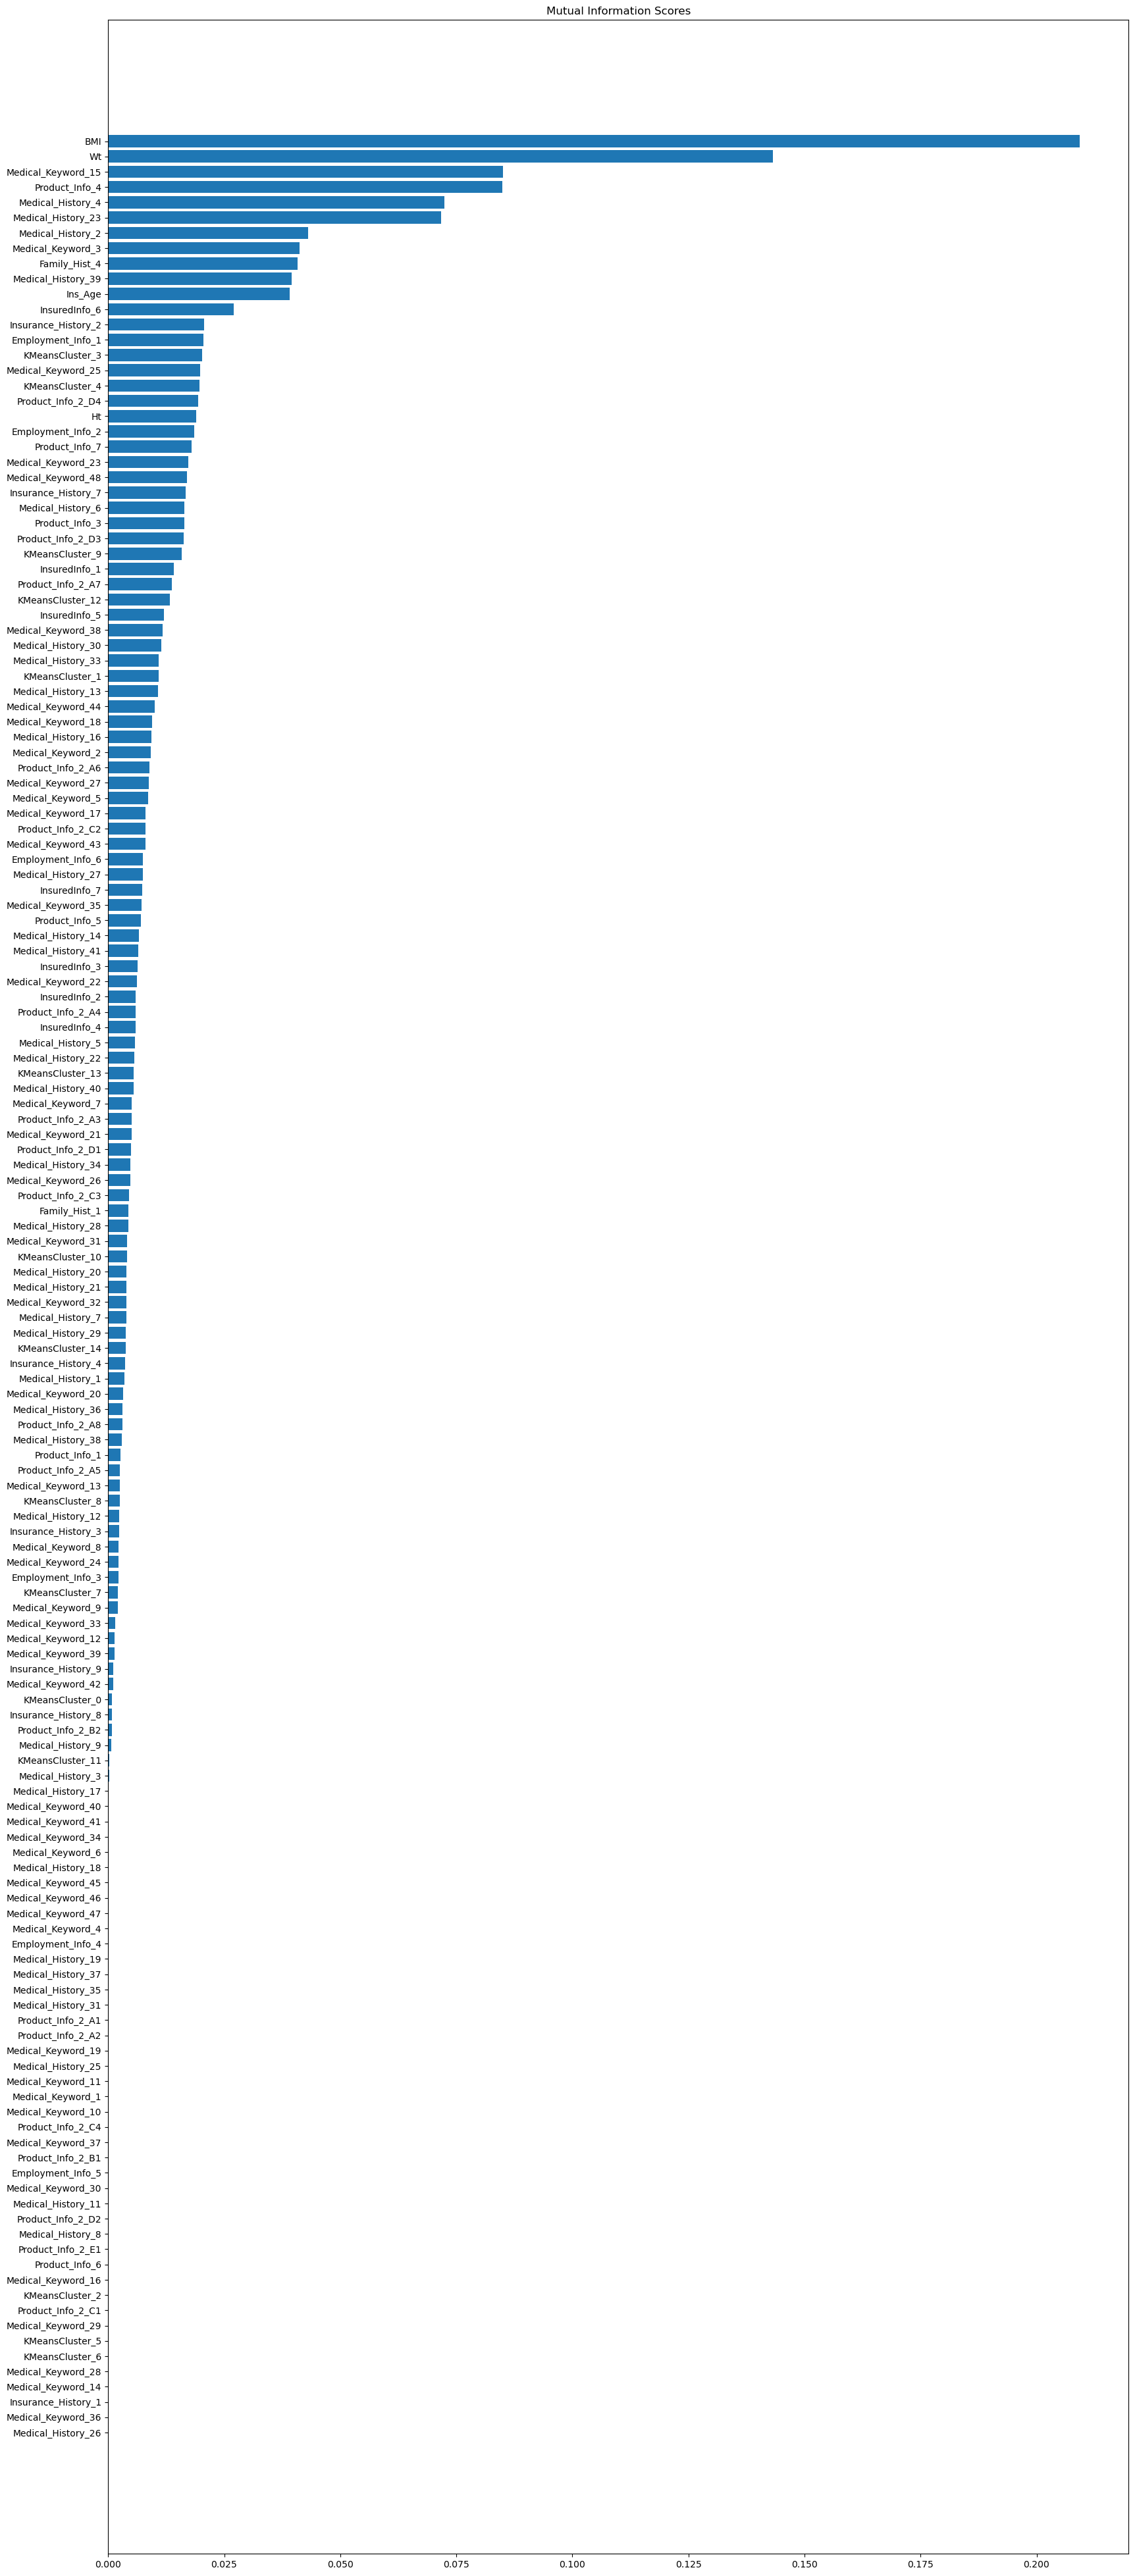 Mutual Information Scores
BMI
Wt
Medical_Keyword_15
Product_Info_4
Medical_History_4
Medical_History_23
Medical_History_2
Medical_Keyword_3
Family_Hist_4
Medical_History_39
Ins_Age
InsuredInfo_6
Insurance_History_2
Employment_Info_1
KMeansCluster_3
Medical_Keyword_25
KMeansCluster_4
Product_Info_2_D4
Ht
Employment_Info_2
Product_Info_7
Medical_Keyword_23
Medical_Keyword_48
Insurance_History_7
Medical_History_6
Product_Info_3
Product_Info_2_D3
KMeansCluster_9
InsuredInfo_1
Product_Info_2_A7
KMeansCluster_12
InsuredInfo_5
Medical_Keyword_38
Medical_History_30
Medical_History_33
KMeansCluster_1
Medical_History_13
Medical_Keyword_44
Medical_Keyword_18
Medical_History_16
Medical_Keyword_2
Product_Info_2_A6
Medical_Keyword_27
Medical_Keyword_5
Medical_Keyword_17
Product_Info_2_C2
Medical_Keyword_43
Employment_Info_6
Medical_History_27
InsuredInfo_7
Medical_Keyword_35
Product_Info_5
Medical_History_14
Medical_History_41
InsuredInfo_3
Medical_Keyword_22
InsuredInfo_2
Product_Info_2_A4
InsuredInfo_4
Medical_History_5
Medical_History_22
KMeansCluster_13
Medical_History_40
Medical_Keyword_7
Product_Info_2_A3
Medical_Keyword_21
Product_Info_2_D1
Medical_History_34
Medical_Keyword_26
Product_Info_2_C3
Family_Hist_1
Medical_History_28
Medical_Keyword_31
KMeansCluster_10
Medical_History_20
Medical_History_21
Medical_Keyword_32
Medical_History_7
Medical_History_29
KMeansCluster_14
Insurance_History_4
Medical_History_1
Medical_Keyword_20
Medical_History_36
Product_Info_2_A8
Medical_History_38
Product_Info_1
Product_Info_2_A5
Medical_Keyword_13
KMeansCluster_8
Medical_History_12
Insurance_History_3
Medical_Keyword_8
Medical_Keyword_24
Employment_Info_3
KMeansCluster_7
Medical_Keyword_9
Medical_Keyword_33
Medical_Keyword_12
Medical_Keyword_39
Insurance_History_9
Medical_Keyword_42
KMeansCluster_0
Insurance_History_8
Product_Info_2_B2
Medical_History_9
KMeansCluster_11
Medical_History_3
Medical_History_17
Medical_Keyword_40
Medical_Keyword_41
Medical_Keyword_34
Medical_Keyword_6
Medical_History_18
Medical_Keyword_45
Medical_Keyword_46
Medical_Keyword_47
Medical_Keyword_4
Employment_Info_4
Medical_History_19
Medical_History_37
Medical_History_35
Medical_History_31
Product_Info_2_A1
Product_Info_2_A2
Medical_Keyword_19
Medical_History_25
Medical_Keyword_11
Medical_Keyword_1
Medical_Keyword_10
Product_Info_2_C4
Medical_Keyword_37
Product_Info_2_B1
Employment_Info_5
Medical_Keyword_30
Medical_History_11
Product_Info_2_D2
Medical_History_8
Product_Info_2_E1
Product_Info_6
Medical_Keyword_16
KMeansCluster_2
Product_Info_2_C1
Medical_Keyword_29
KMeansCluster_5
KMeansCluster_6
Medical_Keyword_28
Medical_Keyword_14
Insurance_History_1
Medical_Keyword_36
Medical_History_26
0.000 0.025 0.050 0.075 0.100 0.125 0.150 0.175 0.200